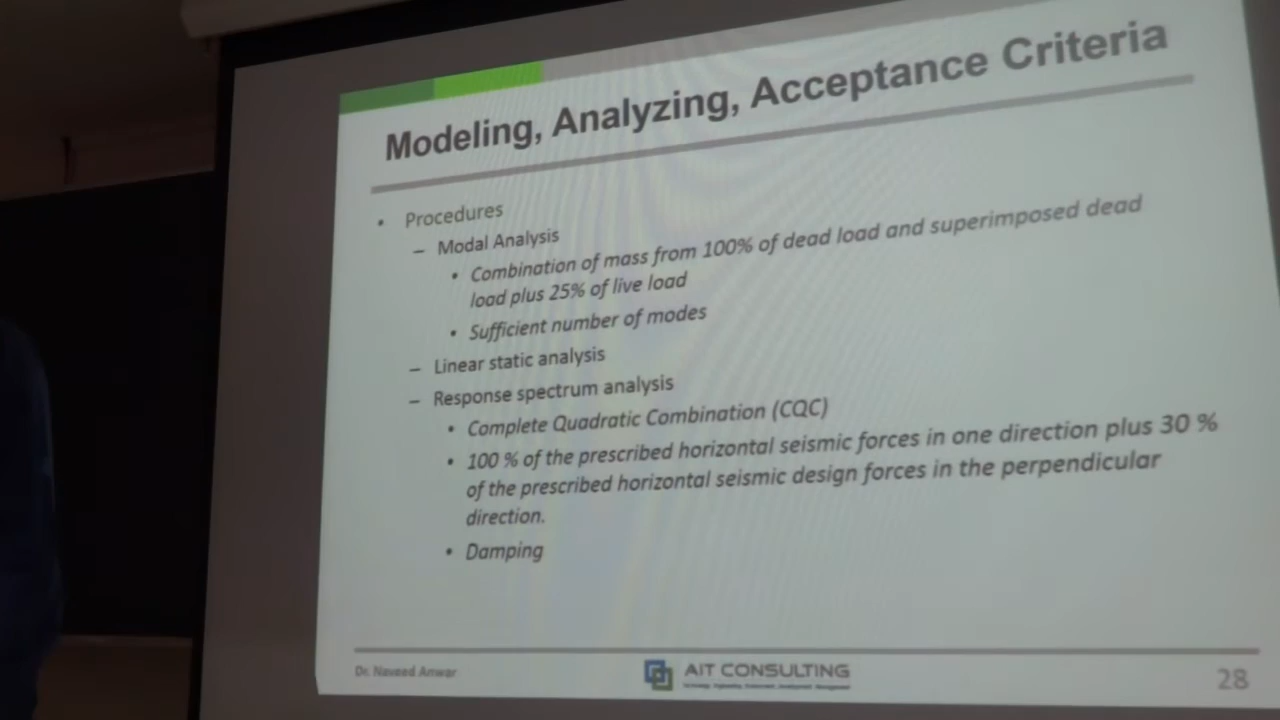 Modeling, Analyzing, Acceptance Criteria
• Procedures
– Modal Analysis
• Combination of mass from 100% of dead load and superimposed dead
load plus 25% of live load
• Sufficient number of modes
– Linear static analysis
– Response spectrum analysis
• Complete Quadratic Combination (CQC)
• 100 % of the prescribed horizontal seismic forces in one direction plus 30 %
of the prescribed horizontal seismic design forces in the perpendicular
direction.
• Damping
Dr. Naveed Anwar
AIT CONSULTING
28